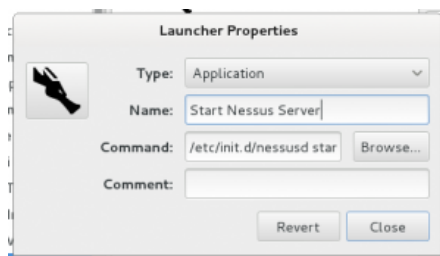 Launcher Properties
Type: Application
Name: Start Nessus Server
Command: /etc/init.d/nessusd star Browse...
Comment:
Revert Close